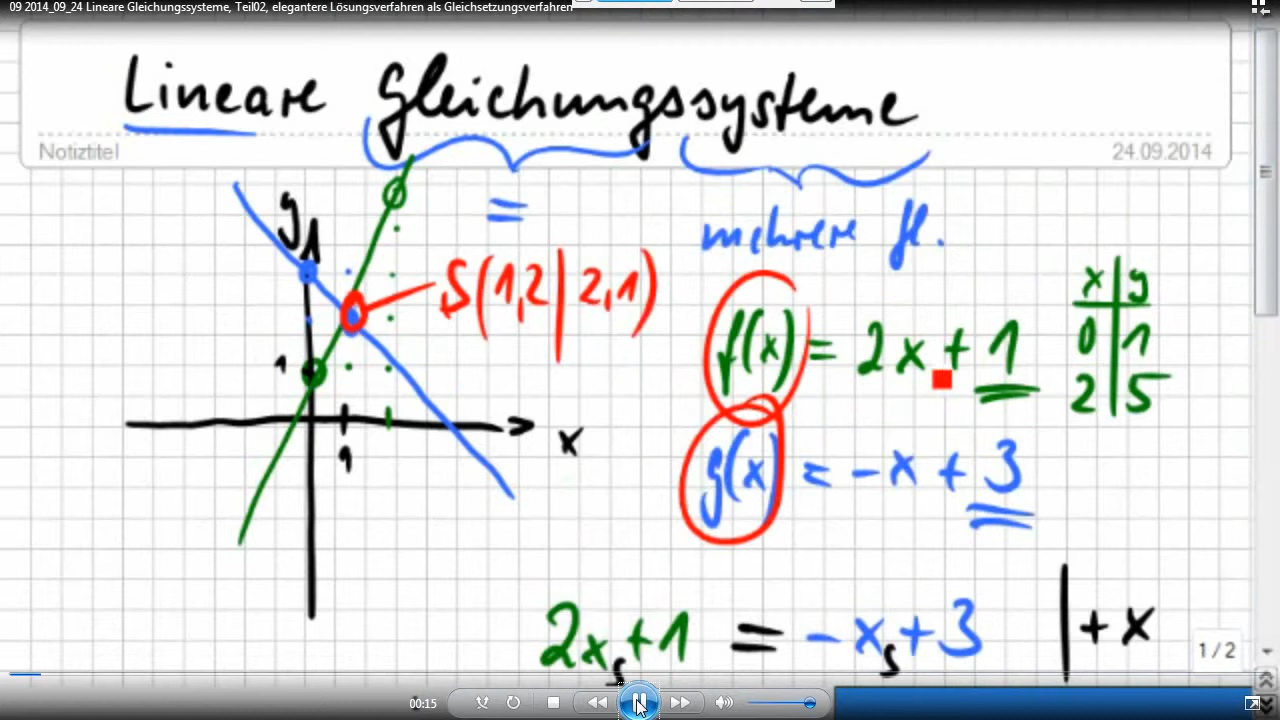 09 2014_09_24 Lineare Gleichungssysteme, Teil02, elegantere Lösungsverfahren als Gleichsetzungsverfahren
Lineare Gleichungssysteme
Notiztitel
24.09.2014
=
mehrere Gl.
y
S(1,2|2,1)
f(x) = 2x + 1
x | y
0 | 1
2 | 5
1
1
x
g(x) = -x + 3
2xₛ+1 = -xₛ+3 | + x
1 / 2
00:15